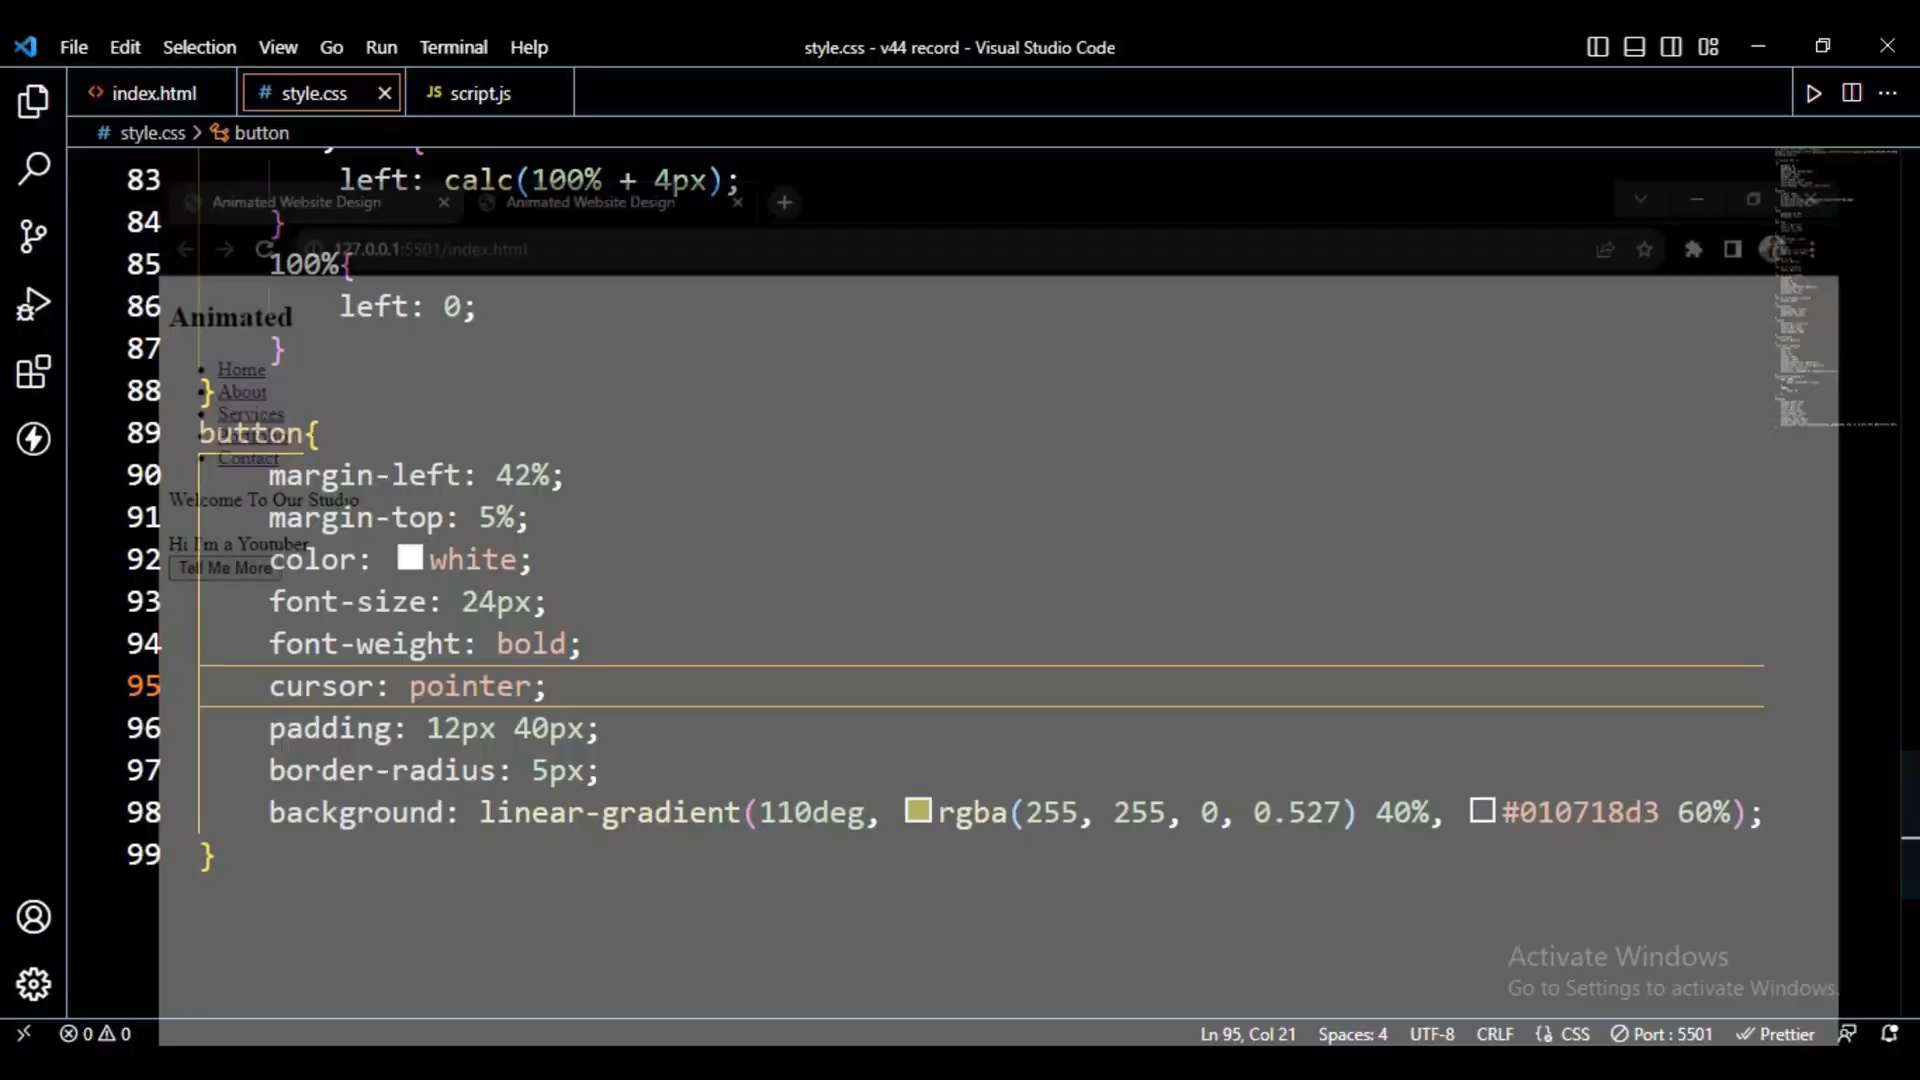 File Edit Selection View Go Run Terminal Help style.css - v44 record - Visual Studio Code
index.html # style.css JS script.js
# style.css > button
83 left: calc(100% + 4px);
Animated Website Design Animated Website Design
84 }
127.0.0.1:5501/index.html
85 100%{
86 left: 0;
Animated
87 }
Home
88 }
About
Services
89 button{
Contact
90 margin-left: 42%;
Welcome To Our Studio
91 margin-top: 5%;
Hi I'm a Youtuber
92 color: white;
Tell Me More
93 font-size: 24px;
94 font-weight: bold;
95 cursor: pointer;
96 padding: 12px 40px;
97 border-radius: 5px;
98 background: linear-gradient(110deg, rgba(255, 255, 0, 0.527) 40%, #010718d3 60%);
99 }
Activate Windows
Go to Settings to activate Windows.
0 0 Ln 95, Col 21 Spaces: 4 UTF-8 CRLF {} CSS Port : 5501 Prettier